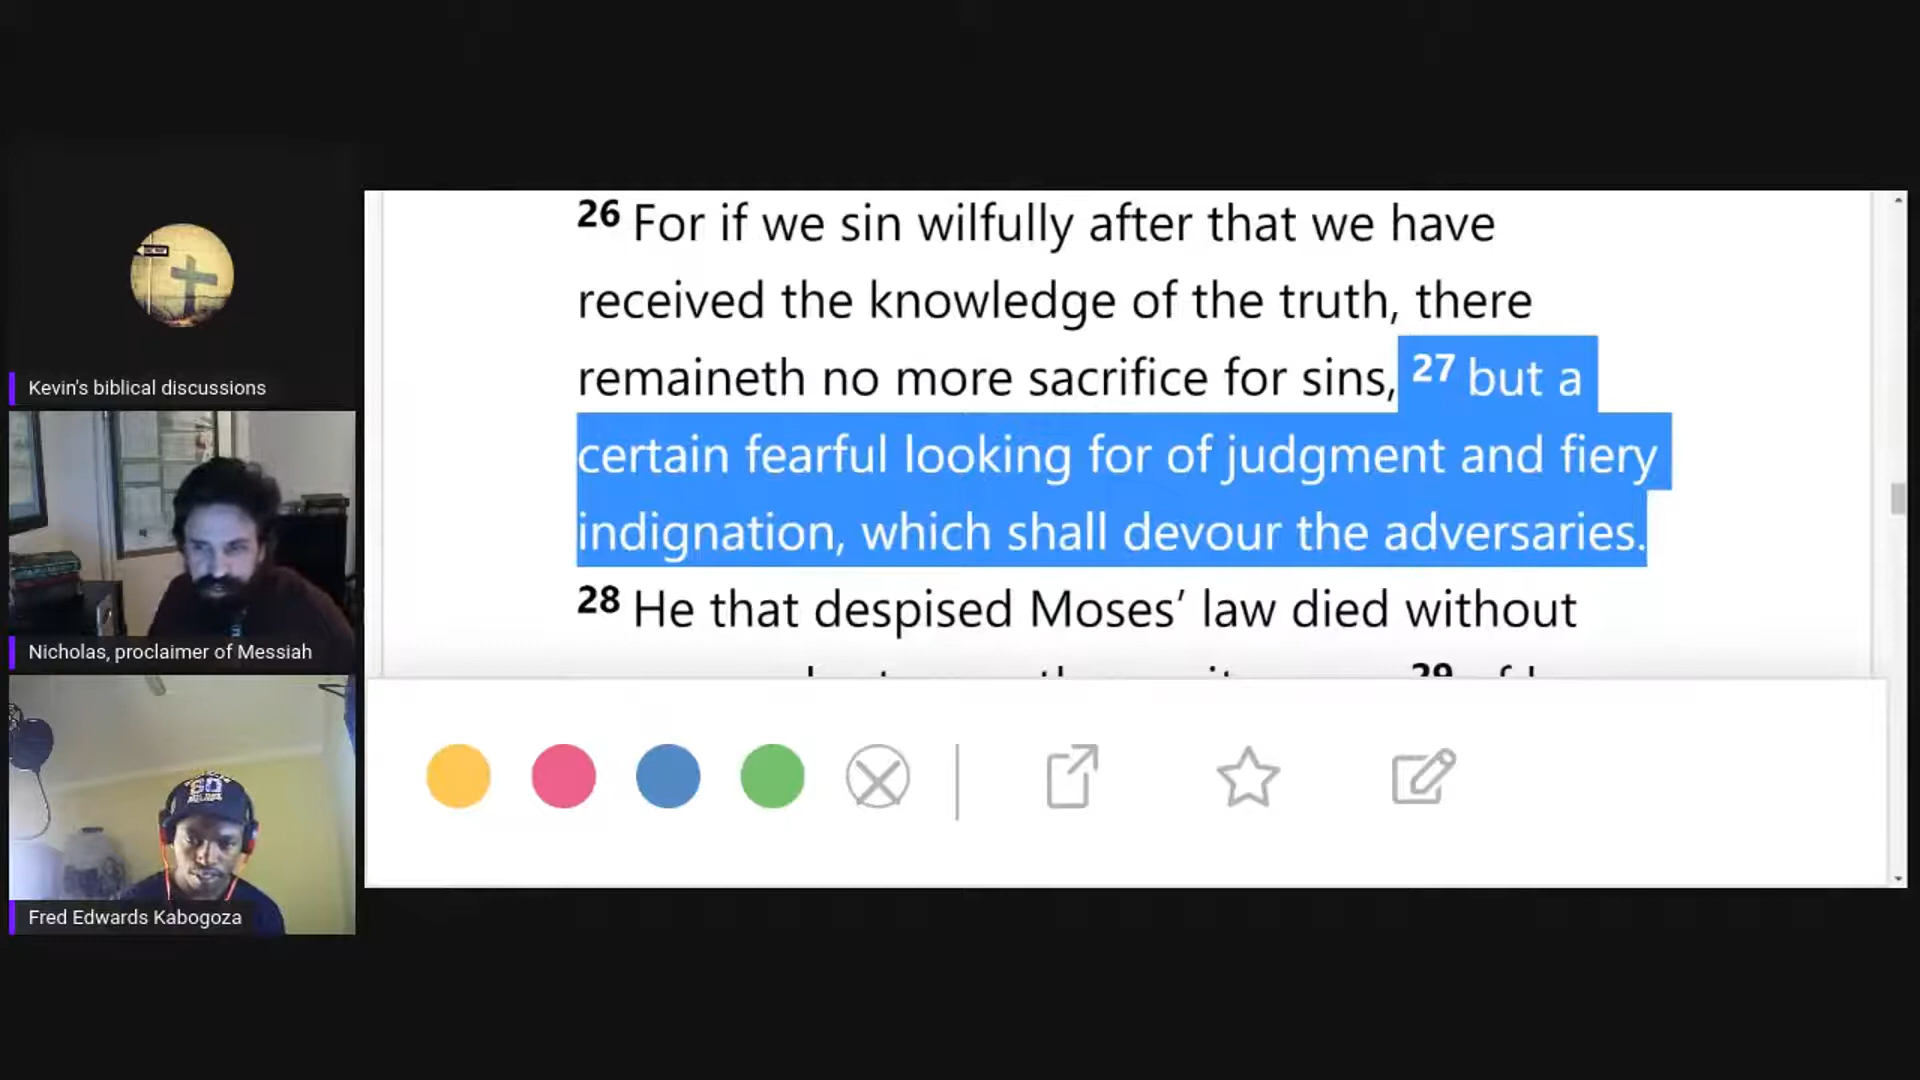 Kevin's biblical discussions
Nicholas, proclaimer of Messiah
Fred Edwards Kabogoza
26 For if we sin wilfully after that we have
received the knowledge of the truth, there
remaineth no more sacrifice for sins, 27 but a
certain fearful looking for of judgment and fiery
indignation, which shall devour the adversaries.
28 He that despised Moses’ law died without
29